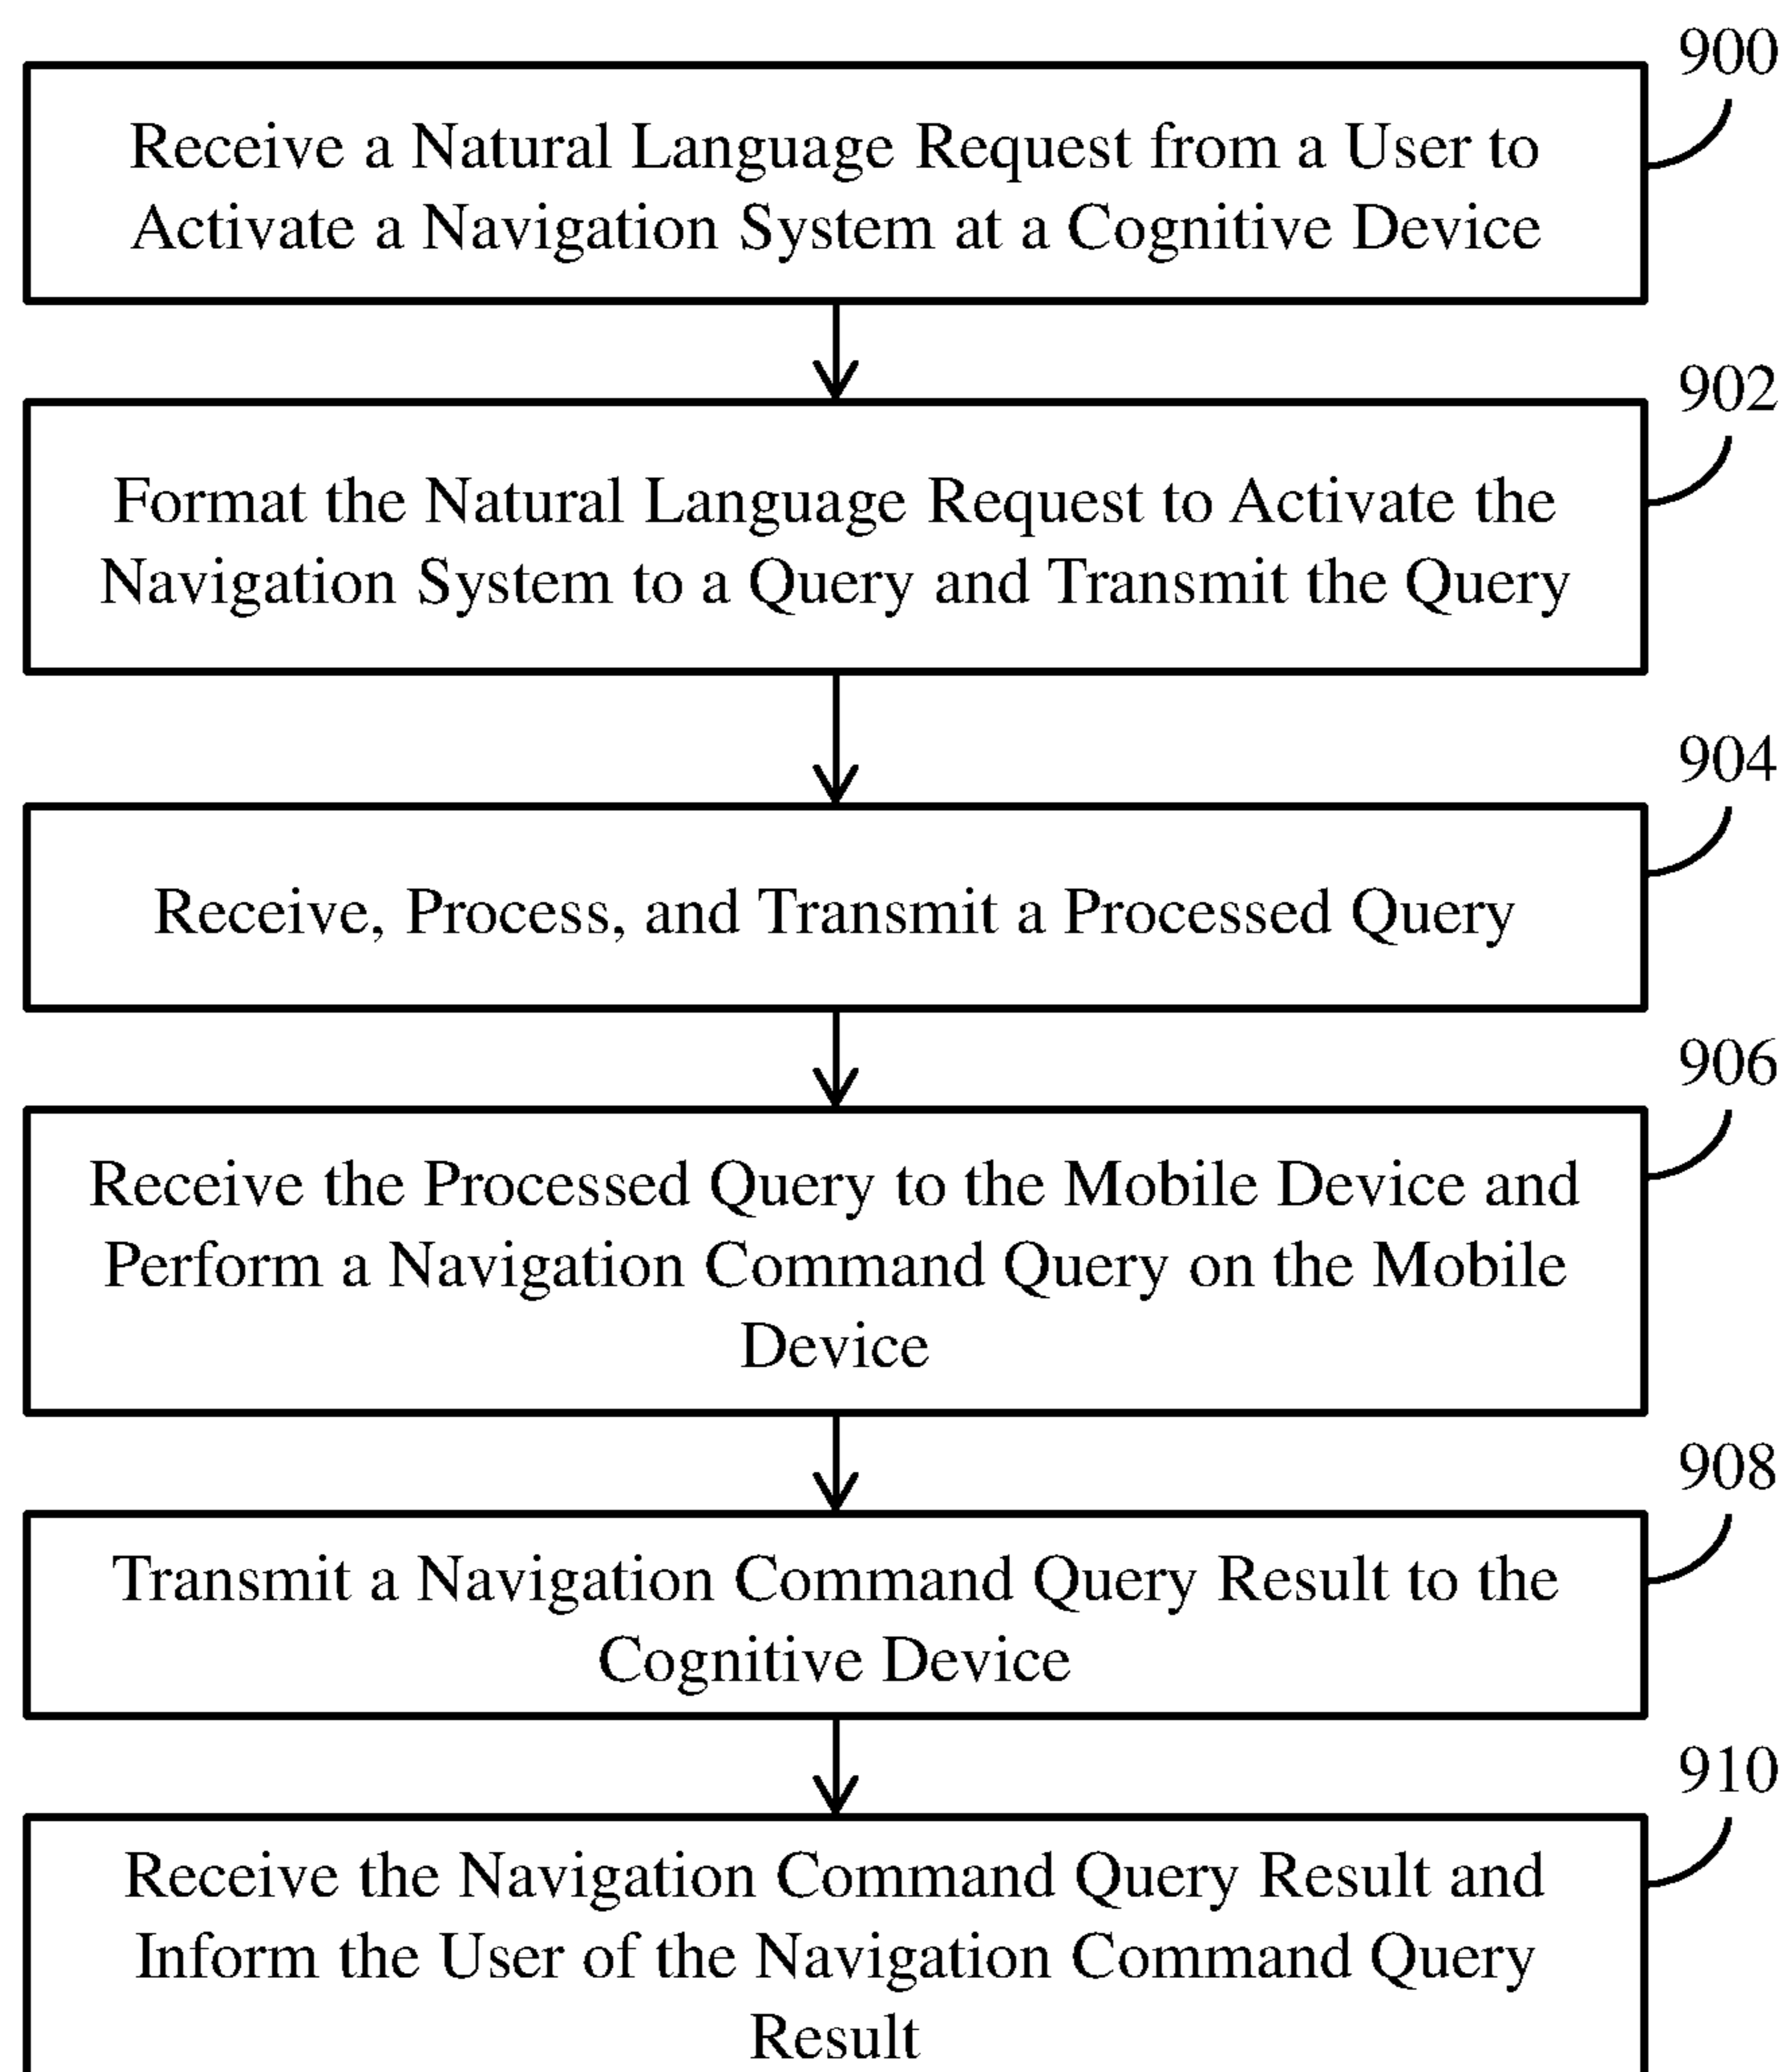 900
Receive a Natural Language Request from a User to
Activate a Navigation System at a Cognitive Device
902
Format the Natural Language Request to Activate the
Navigation System to a Query and Transmit the Query
904
Receive, Process, and Transmit a Processed Query
906
Receive the Processed Query to the Mobile Device and
Perform a Navigation Command Query on the Mobile
Device
908
Transmit a Navigation Command Query Result to the
Cognitive Device
910
Receive the Navigation Command Query Result and
Inform the User of the Navigation Command Query
Result